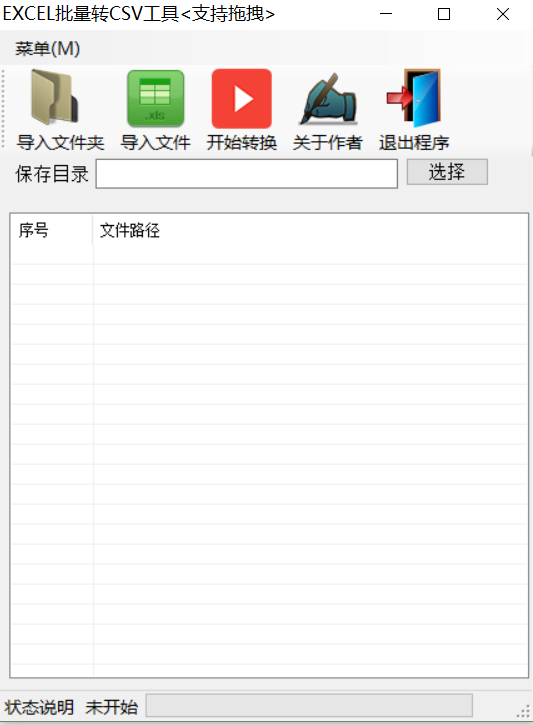 EXCEL批量转CSV工具<支持拖拽>
菜单(M)
.xls
导入文件夹 导入文件 开始转换 关于作者 退出程序
保存目录 选择
序号 文件路径
状态说明 未开始